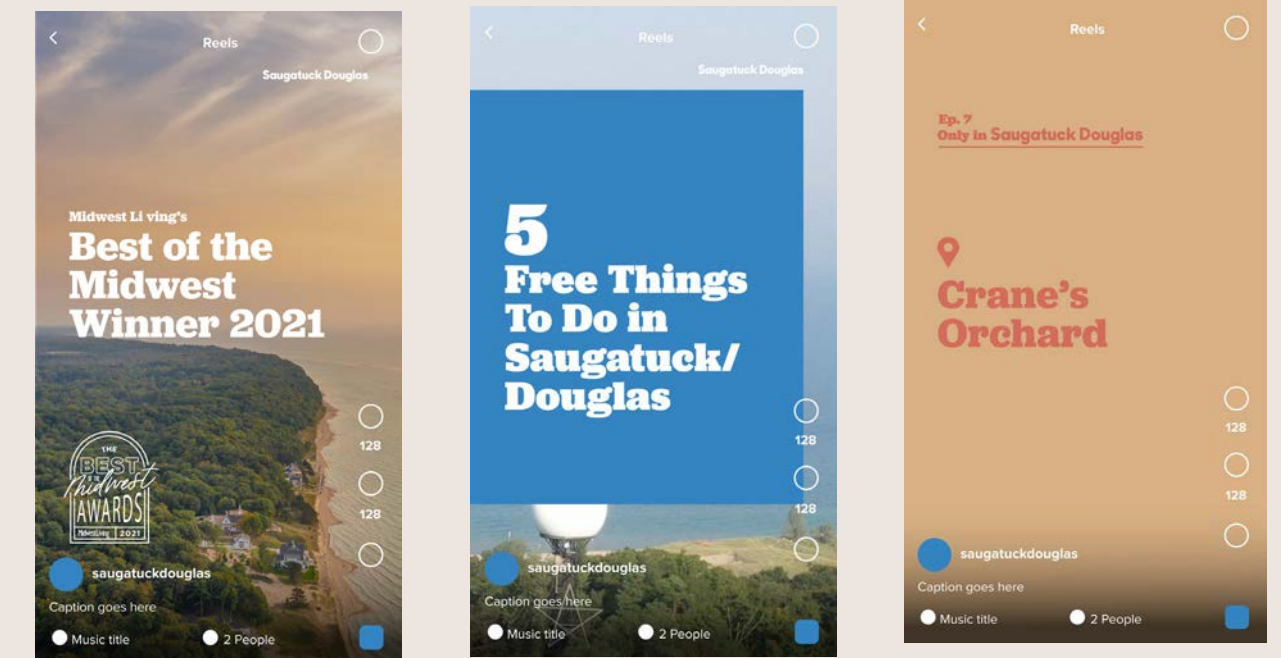 Reels
Saugatuck Douglas
Midwest Li ving's
Best of the
Midwest
Winner 2021
THE
BEST
OF THE
Midwest
AWARDS
MidwestLiving 2021
128
128
saugatuckdouglas
Caption goes here
Music title
2 People
Reels
Saugatuck Douglas
5
Free Things
To Do in
Saugatuck/
Douglas
128
128
saugatuckdouglas
Caption goes here
Music title
2 People
Reels
Ep. 7
Only in Saugatuck Douglas
Crane's
Orchard
128
128
saugatuckdouglas
Caption goes here
Music title
2 People